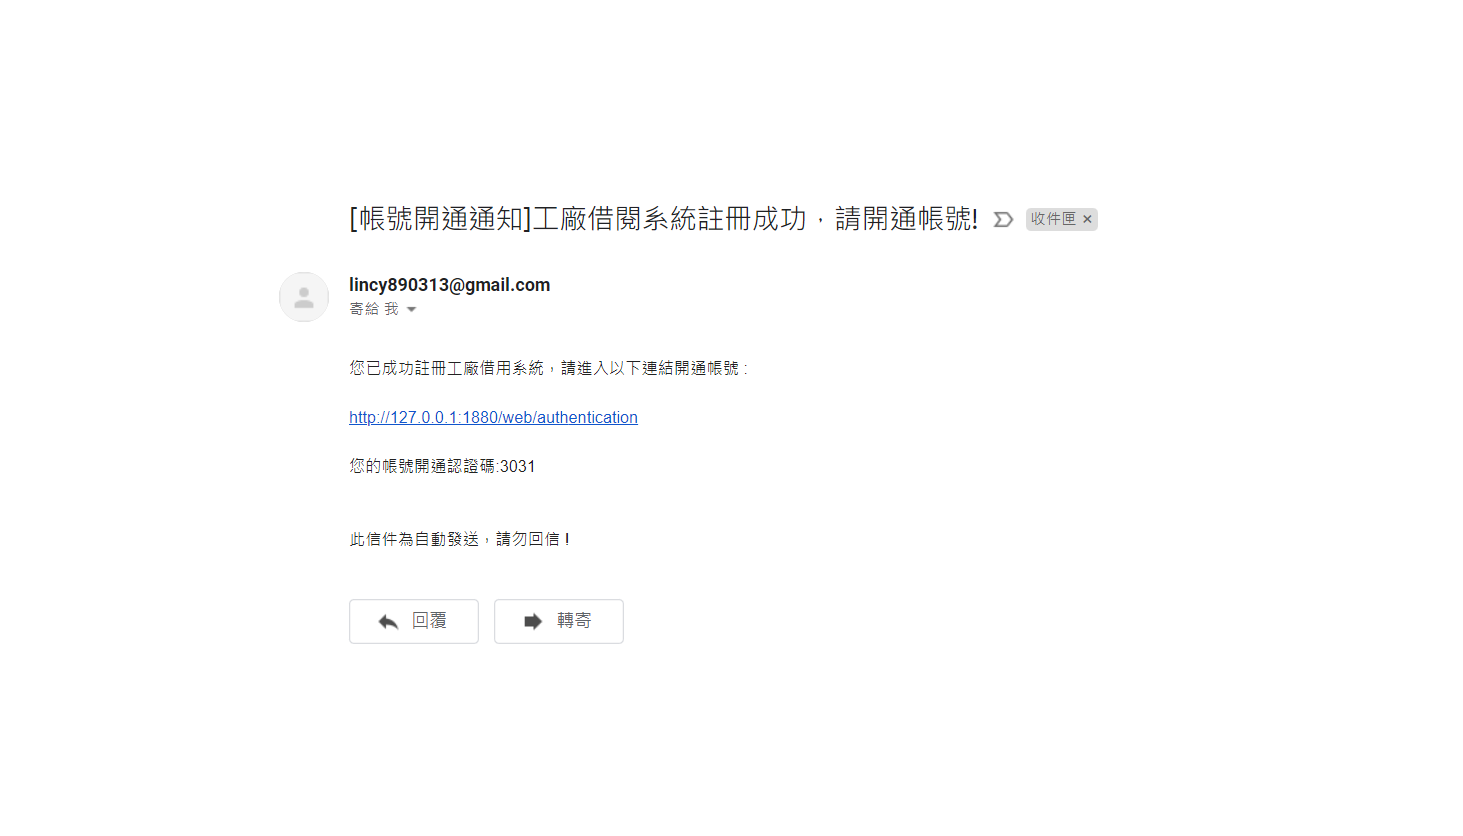 [帳號開通通知]工廠借閱系統註冊成功，請開通帳號! 收件匣 ×
lincy890313@gmail.com
寄給 我
您已成功註冊工廠借用系統，請進入以下連結開通帳號 :
http://127.0.0.1:1880/web/authentication
您的帳號開通認證碼:3031
此信件為自動發送，請勿回信 !
回覆 轉寄